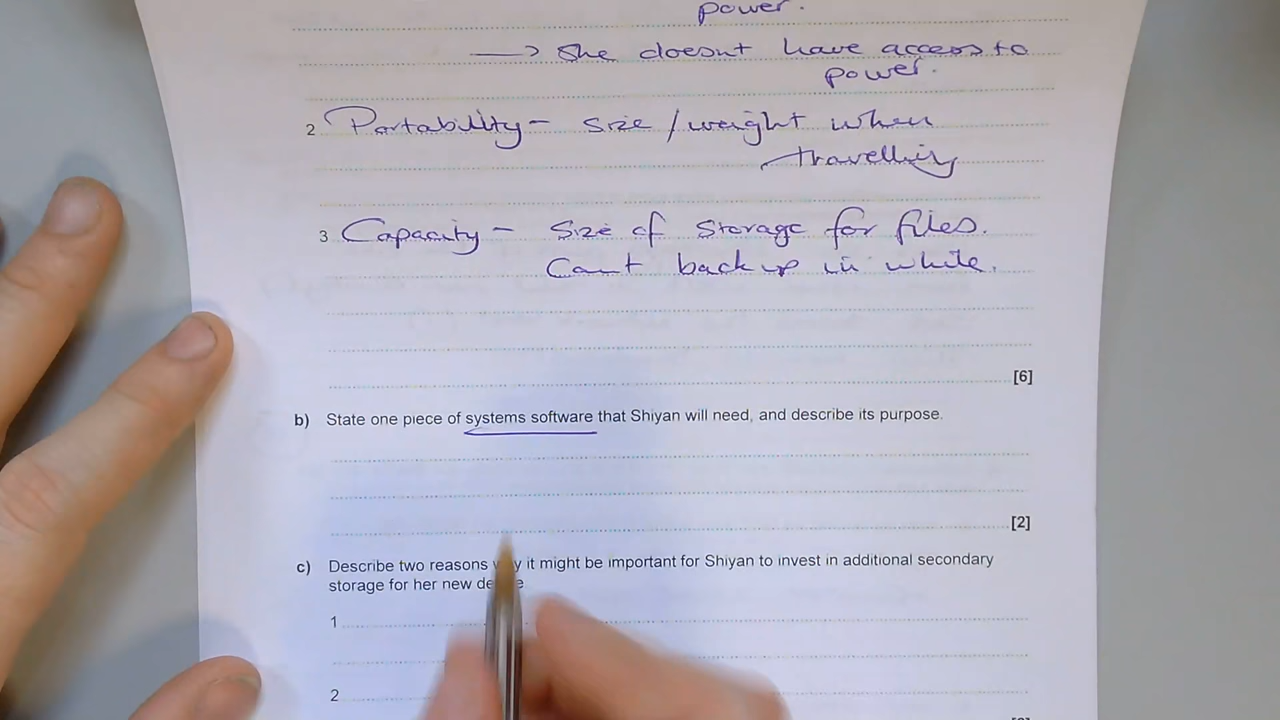 power.
→ She doesnt have access to
power.
2 Portability - Size / weight when
travelling
3 Capacity - Size of Storage for files.
Cant back up in while.
[6]
b) State one piece of systems software that Shiyan will need, and describe its purpose.
[2]
c) Describe two reasons it might be important for Shiyan to invest in additional secondary
storage for her new
1
2